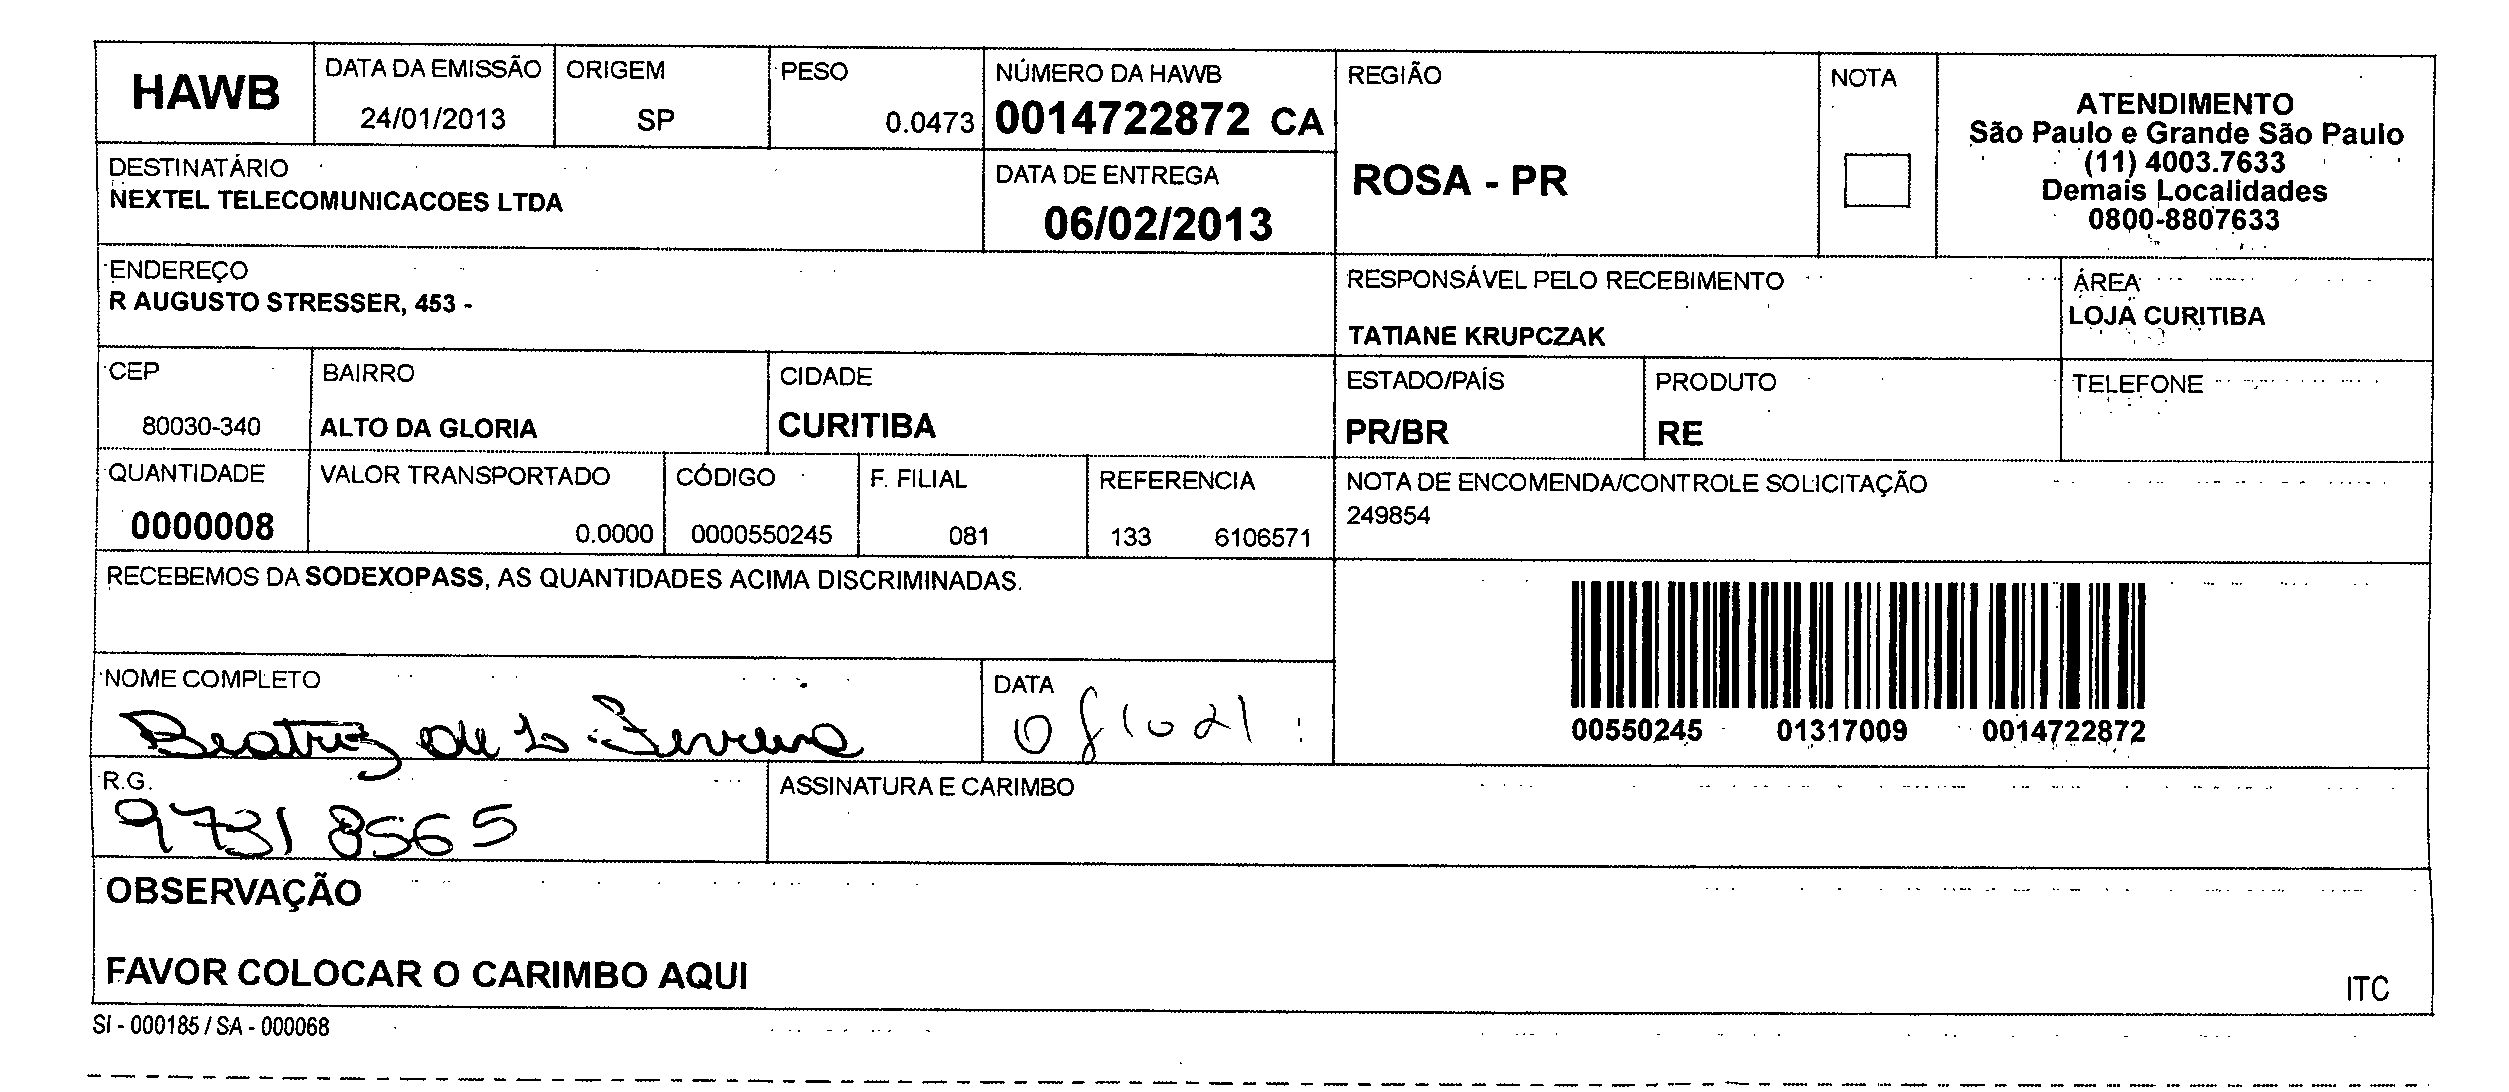 HAWB
DATA DA EMISSÃO
24/01/2013
ORIGEM
SP
PESO
0.0473
NÚMERO DA HAWB
0014722872 CA
REGIÃO
ROSA - PR
NOTA
ATENDIMENTO
São Paulo e Grande São Paulo
(11) 4003.7633
Demais Localidades
0800-8807633
DESTINATÁRIO
NEXTEL TELECOMUNICACOES LTDA
DATA DE ENTREGA
06/02/2013
ENDEREÇO
R AUGUSTO STRESSER, 453 -
RESPONSÁVEL PELO RECEBIMENTO
TATIANE KRUPCZAK
ÁREA
LOJA CURITIBA
CEP
80030-340
BAIRRO
ALTO DA GLORIA
CIDADE
CURITIBA
ESTADO/PAÍS
PR/BR
PRODUTO
RE
TELEFONE
QUANTIDADE
0000008
VALOR TRANSPORTADO
0.0000
CÓDIGO
0000550245
F. FILIAL
081
REFERENCIA
133 6106571
NOTA DE ENCOMENDA/CONTROLE SOLICITAÇÃO
249854
RECEBEMOS DA SODEXOPASS, AS QUANTIDADES ACIMA DISCRIMINADAS.
00550245 01317009 0014722872
NOME COMPLETO
Beatriz de
DATA
R.G.
9731 8565
ASSINATURA E CARIMBO
OBSERVAÇÃO
FAVOR COLOCAR O CARIMBO AQUI
ITC
SI - 000185 / SA - 000068